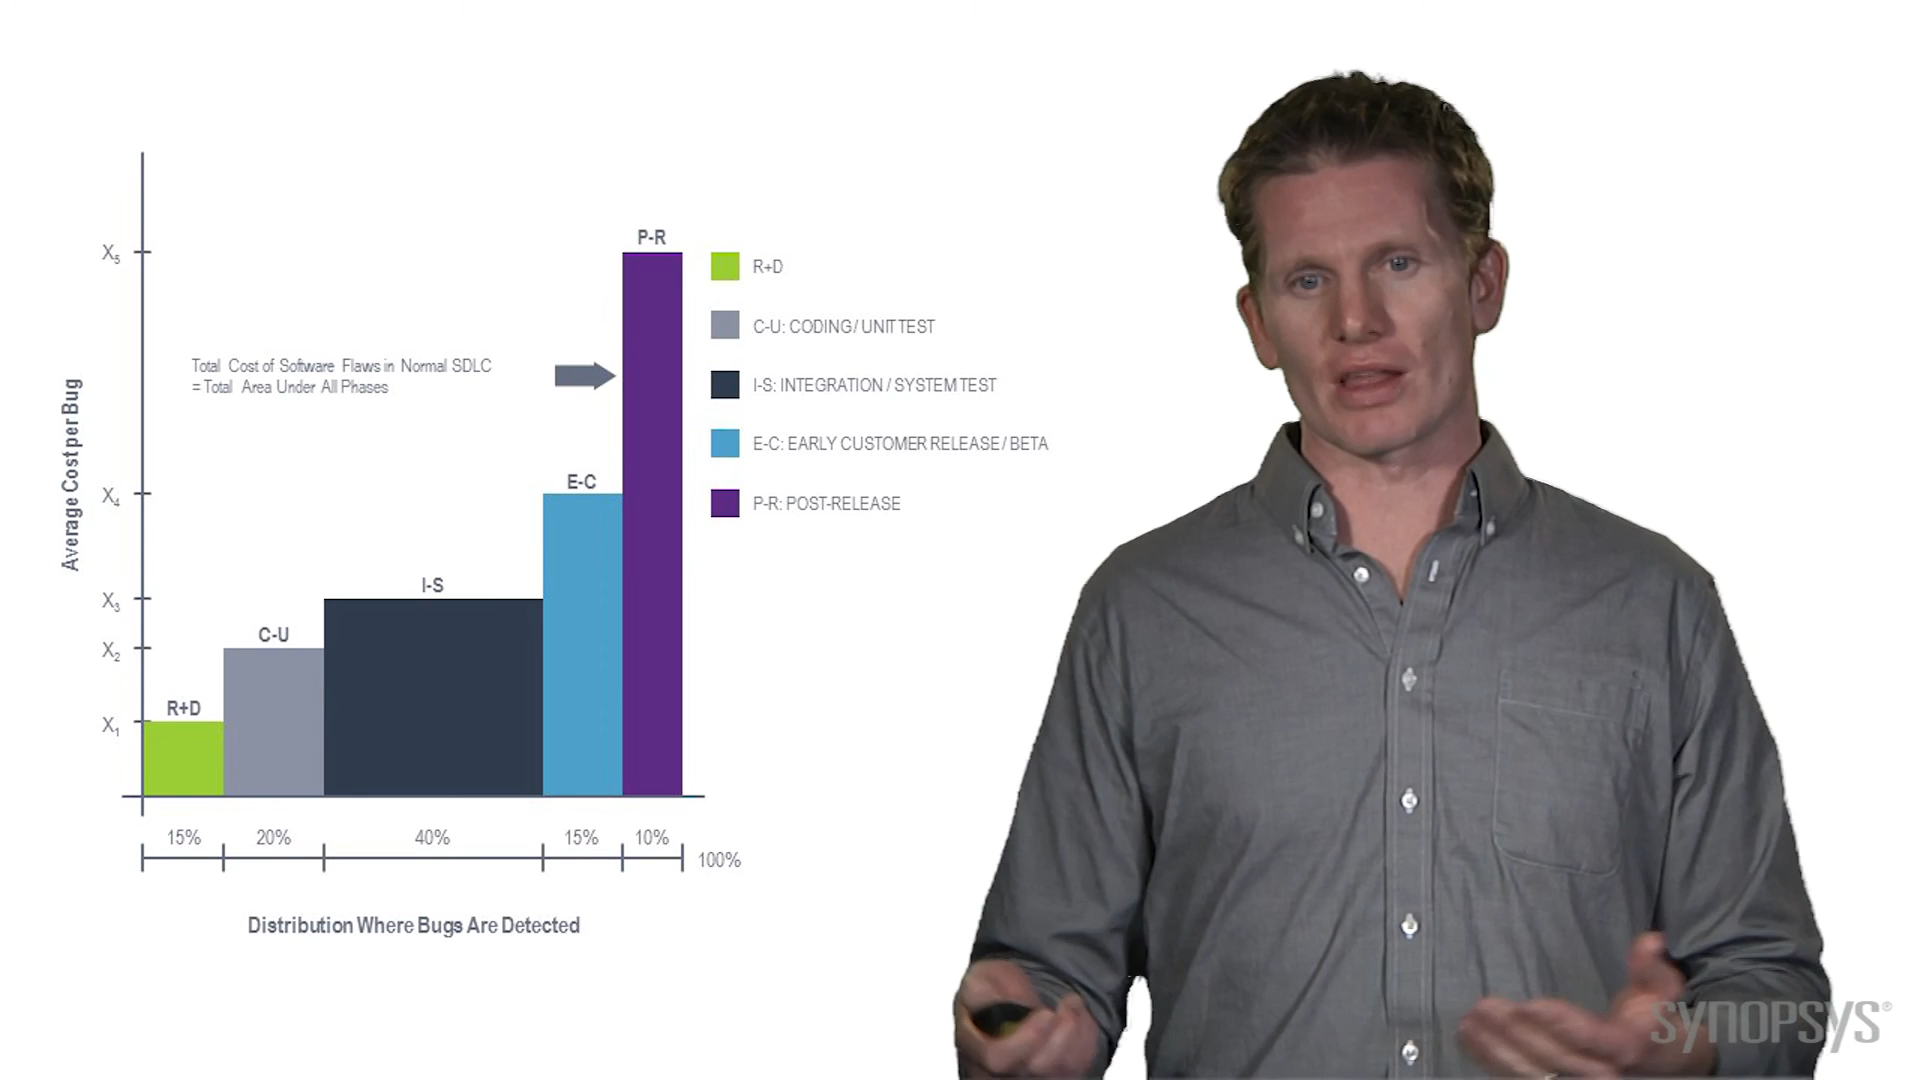 X5
P-R
R+D
C-U: CODING / UNIT TEST
Total Cost of Software Flaws in Normal SDLC
= Total Area Under All Phases
I-S: INTEGRATION / SYSTEM TEST
E-C: EARLY CUSTOMER RELEASE / BETA
P-R: POST-RELEASE
Average Cost per Bug
X4
E-C
X3
I-S
X2
C-U
X1
R+D
15% 20% 40% 15% 10%
100%
Distribution Where Bugs Are Detected
SYNOPSYS®